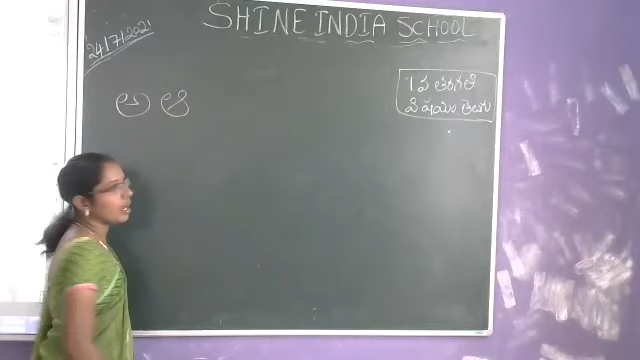 SHINE INDIA SCHOOL
24/7/2021
1వ తరగతి
విషయం తెలుగు
అ ఆ